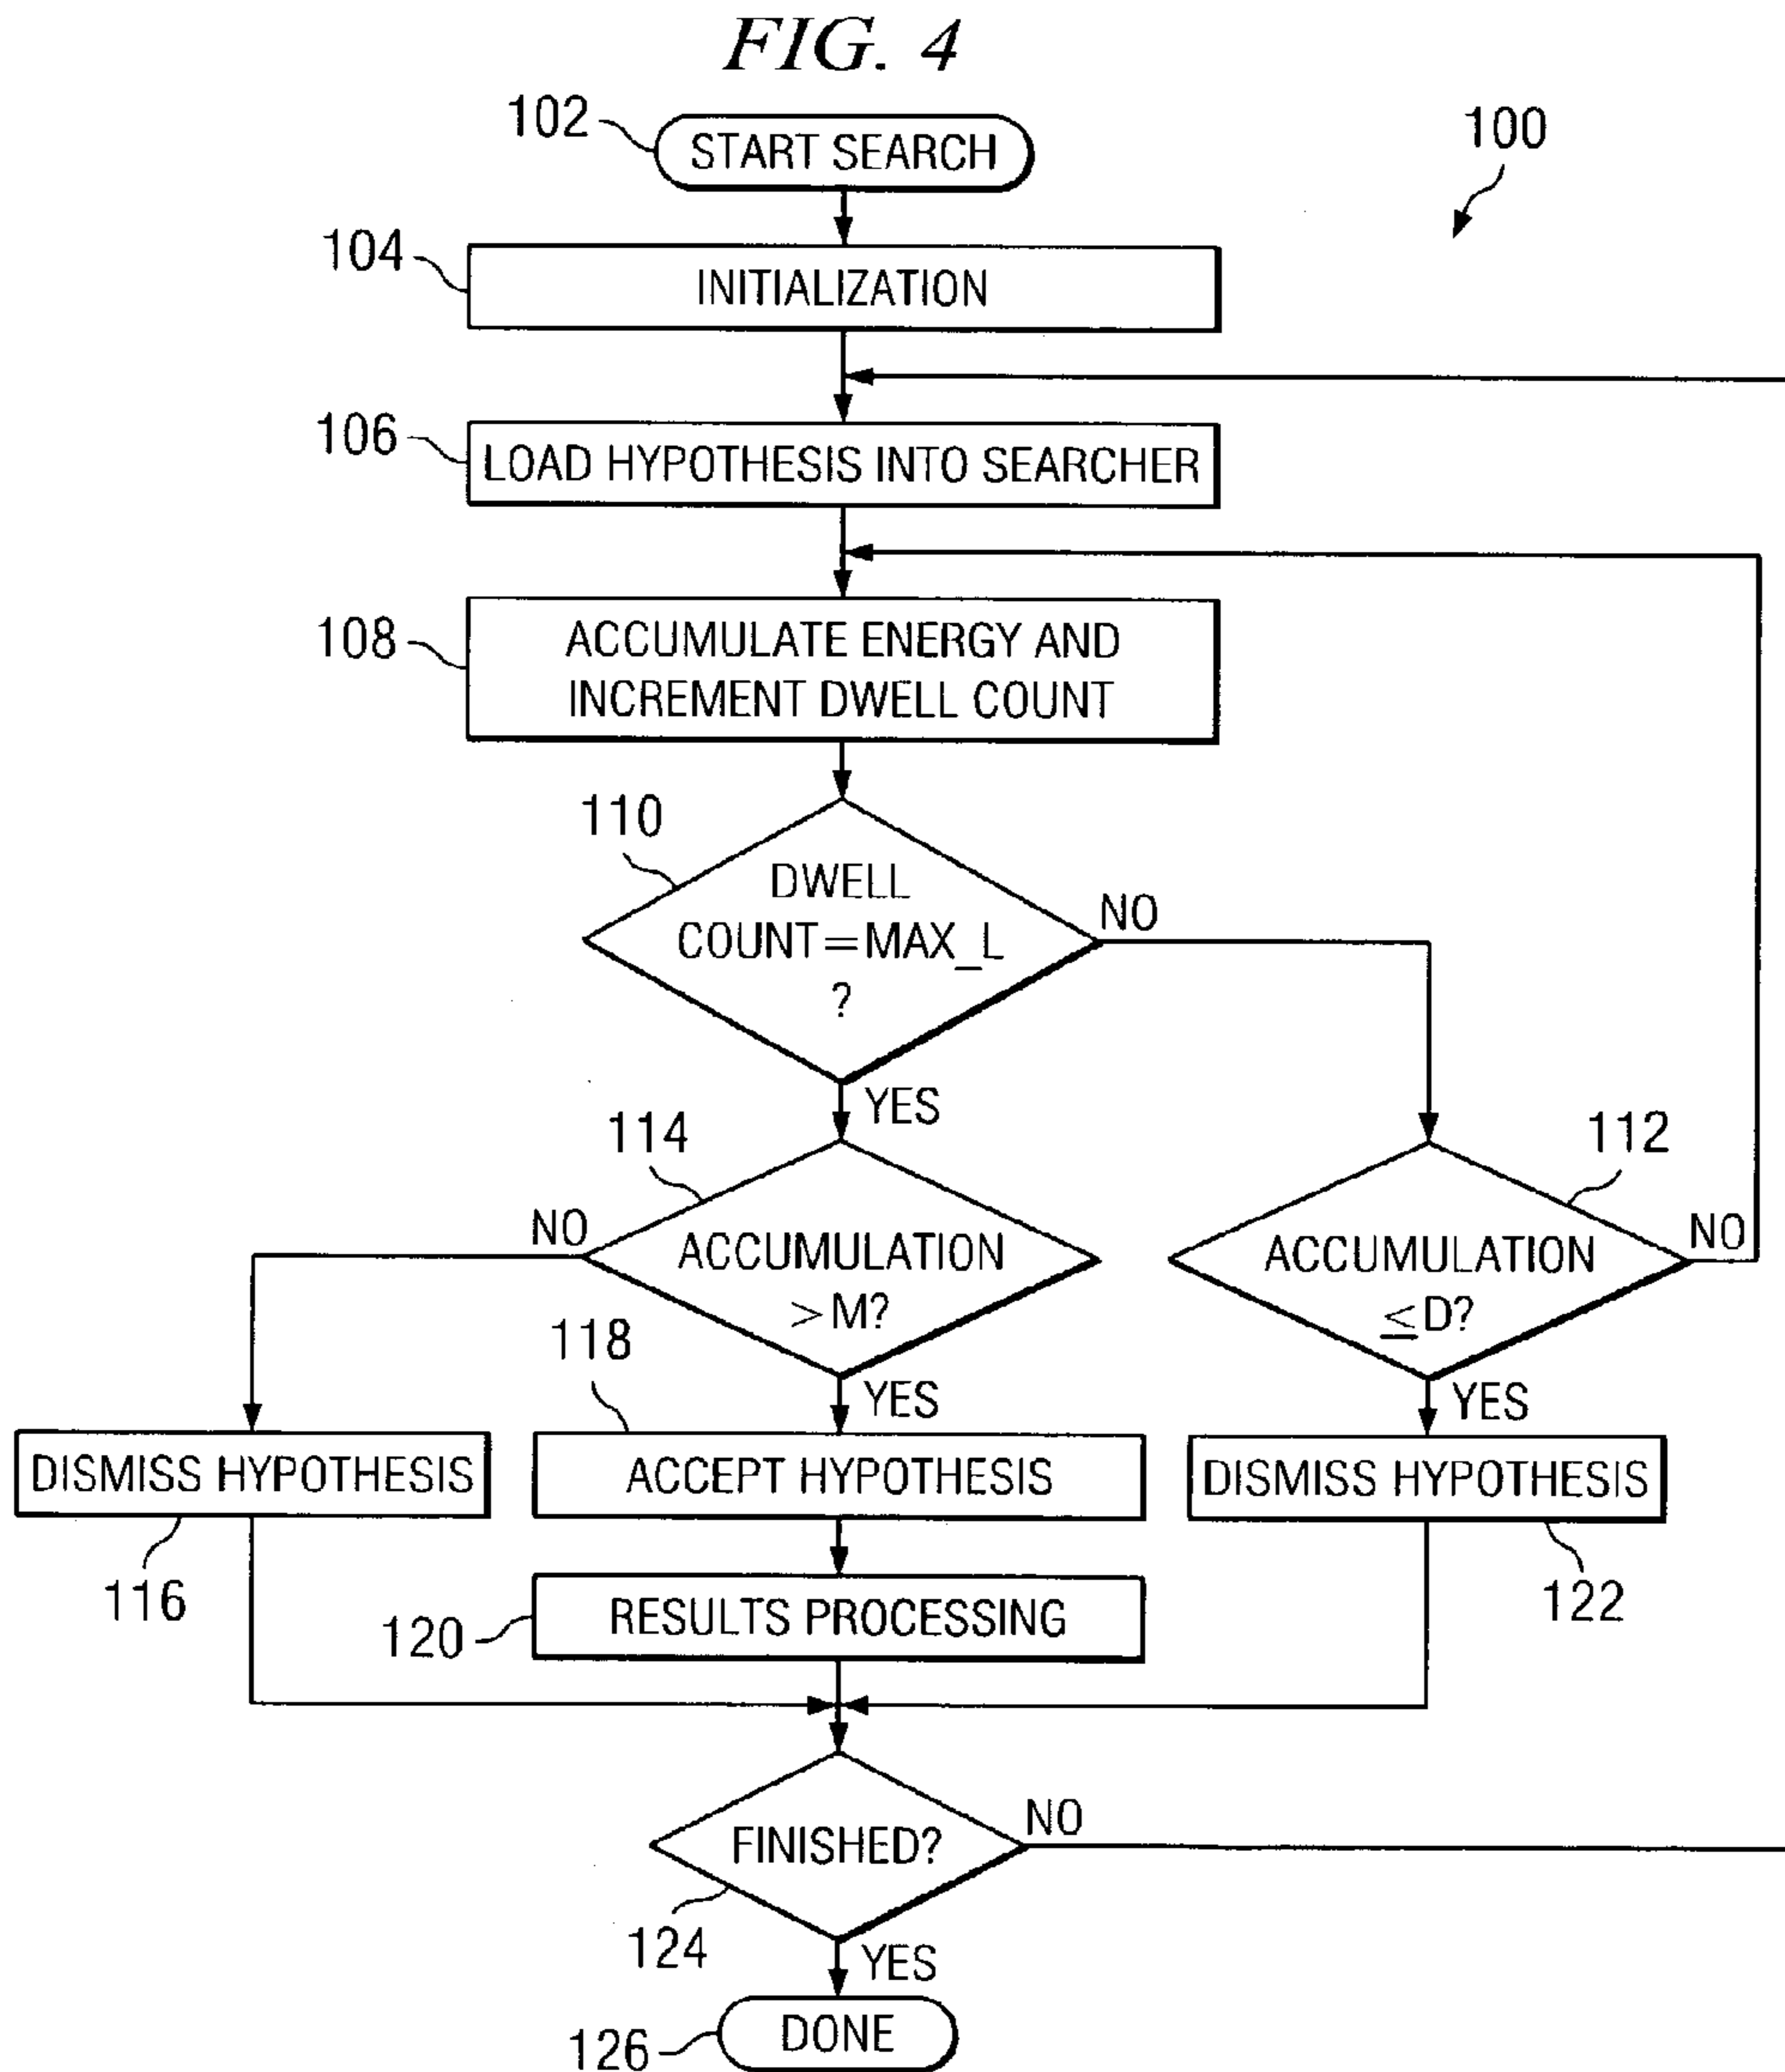 FIG. 4
102
START SEARCH
100
104
INITIALIZATION
106
LOAD HYPOTHESIS INTO SEARCHER
108
ACCUMULATE ENERGY AND
INCREMENT DWELL COUNT
110
DWELL
COUNT=MAX_L
?
NO
YES
114
112
NO
ACCUMULATION
>M?
ACCUMULATION
≤D?
NO
118
YES
YES
DISMISS HYPOTHESIS
ACCEPT HYPOTHESIS
DISMISS HYPOTHESIS
116
120
RESULTS PROCESSING
122
FINISHED?
NO
124
YES
126
DONE